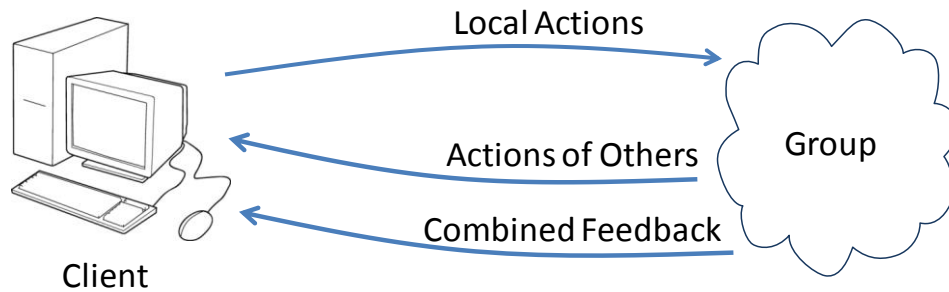 Local Actions
Group
Actions of Others
Combined Feedback
Client